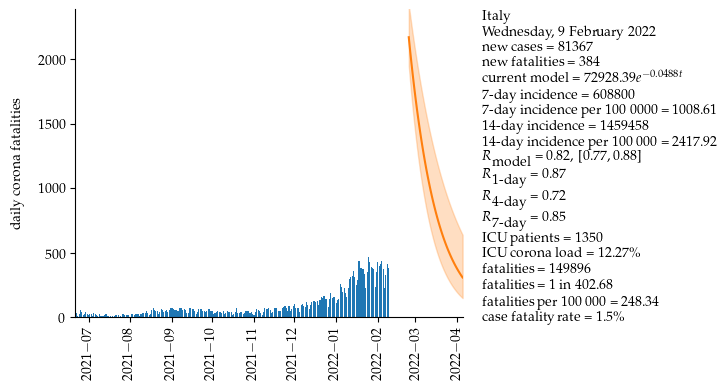 Italy
Wednesday, 9 February 2022
new cases = 81367
new fatalities = 384
current model = 72928.39e^{−0.0488t}
7-day incidence = 608800
7-day incidence per 100 0000 = 1008.61
14-day incidence = 1459458
14-day incidence per 100 000 = 2417.92
R_model = 0.82, [0.77, 0.88]
R_1-day = 0.87
R_4-day = 0.72
R_7-day = 0.85
ICU patients = 1350
ICU corona load = 12.27%
fatalities = 149896
fatalities = 1 in 402.68
fatalities per 100 000 = 248.34
case fatality rate = 1.5%
daily corona fatalities
2000
1500
1000
500
0
2021−07
2021−08
2021−09
2021−10
2021−11
2021−12
2022−01
2022−02
2022−03
2022−04